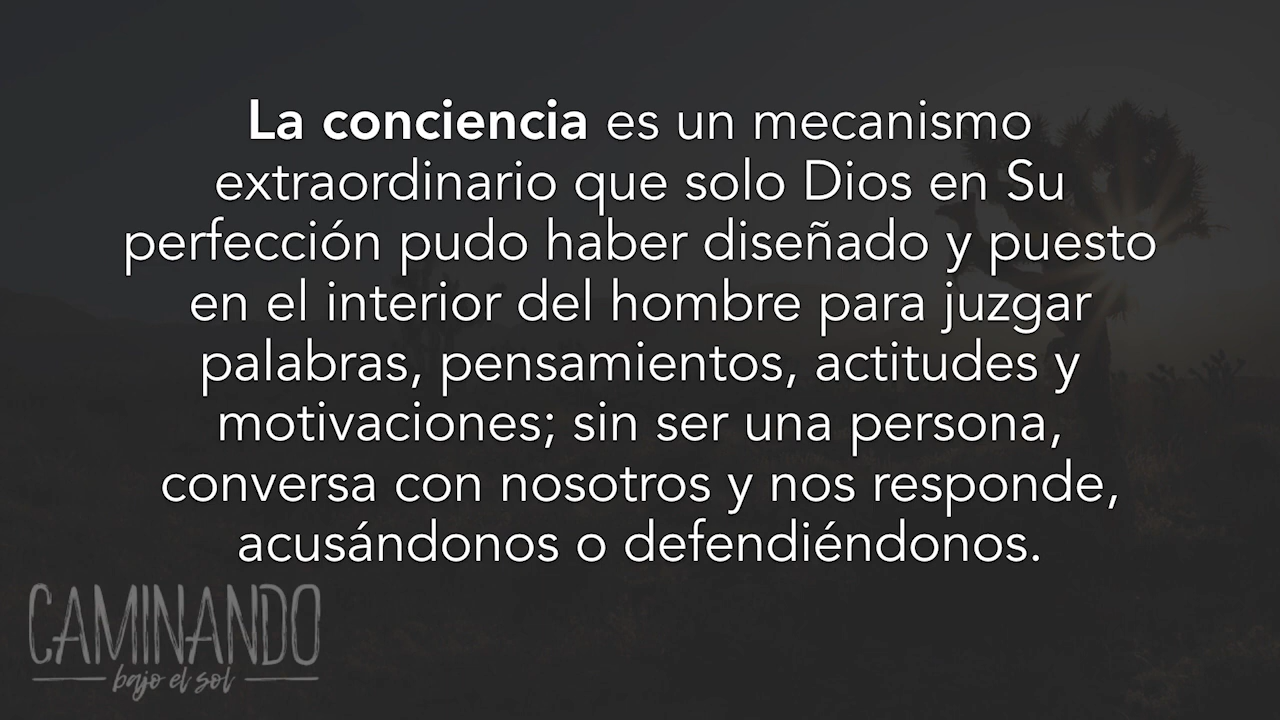 La conciencia es un mecanismo
extraordinario que solo Dios en Su
perfección pudo haber diseñado y puesto
en el interior del hombre para juzgar
palabras, pensamientos, actitudes y
motivaciones; sin ser una persona,
conversa con nosotros y nos responde,
acusándonos o defendiéndonos.
CAMINANDO
bajo el sol